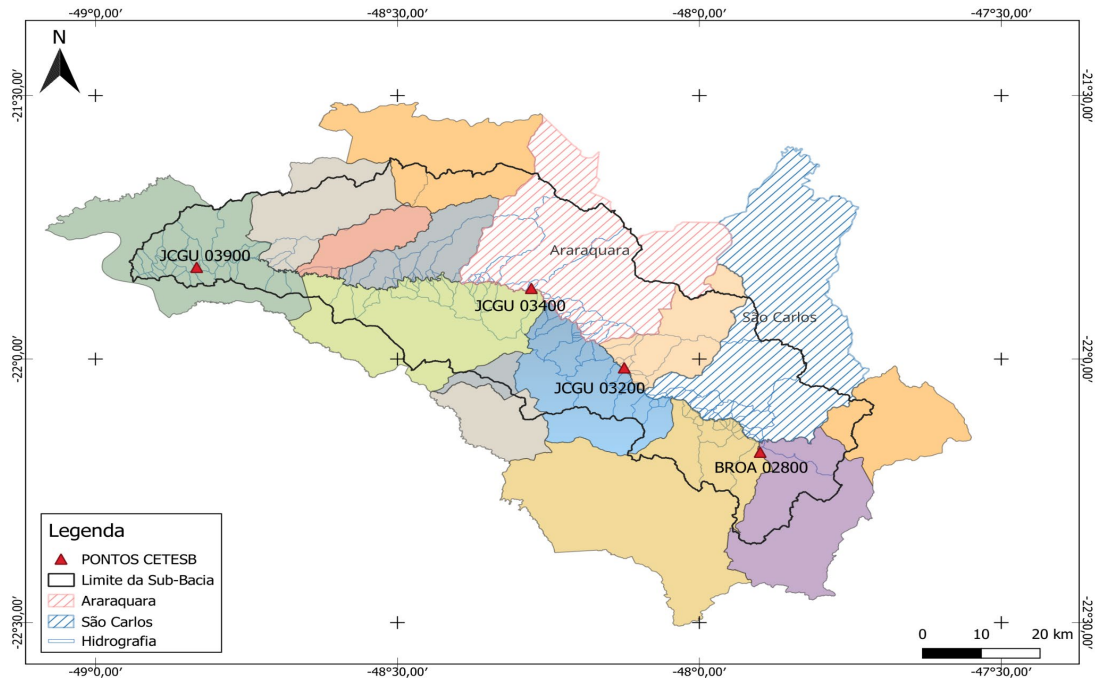 -49°0,00′
-48°30,00′
-48°0,00′
-47°30,00′
N
-21°30,00′
-21°30,00′
JCGU 03900
Araraquara
JCGU 03400
São Carlos
-22°0,00′
-22°0,00′
JCGU 03200
BROA 02800
Legenda
PONTOS CETESB
Limite da Sub-Bacia
Araraquara
São Carlos
Hidrografia
-22°30,00′
-22°30,00′
0 10 20 km
-49°0,00′
-48°30,00′
-48°0,00′
-47°30,00′